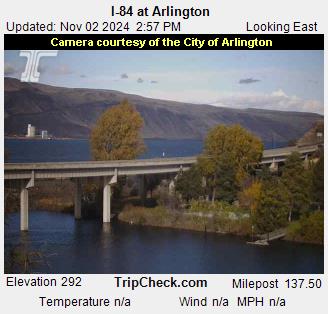 I-84 at Arlington
Updated: Nov 02 2024 2:57 PM Looking East
Camera courtesy of the City of Arlington
Elevation 292 TripCheck.com Milepost 137.50
Temperature n/a Wind n/a MPH n/a